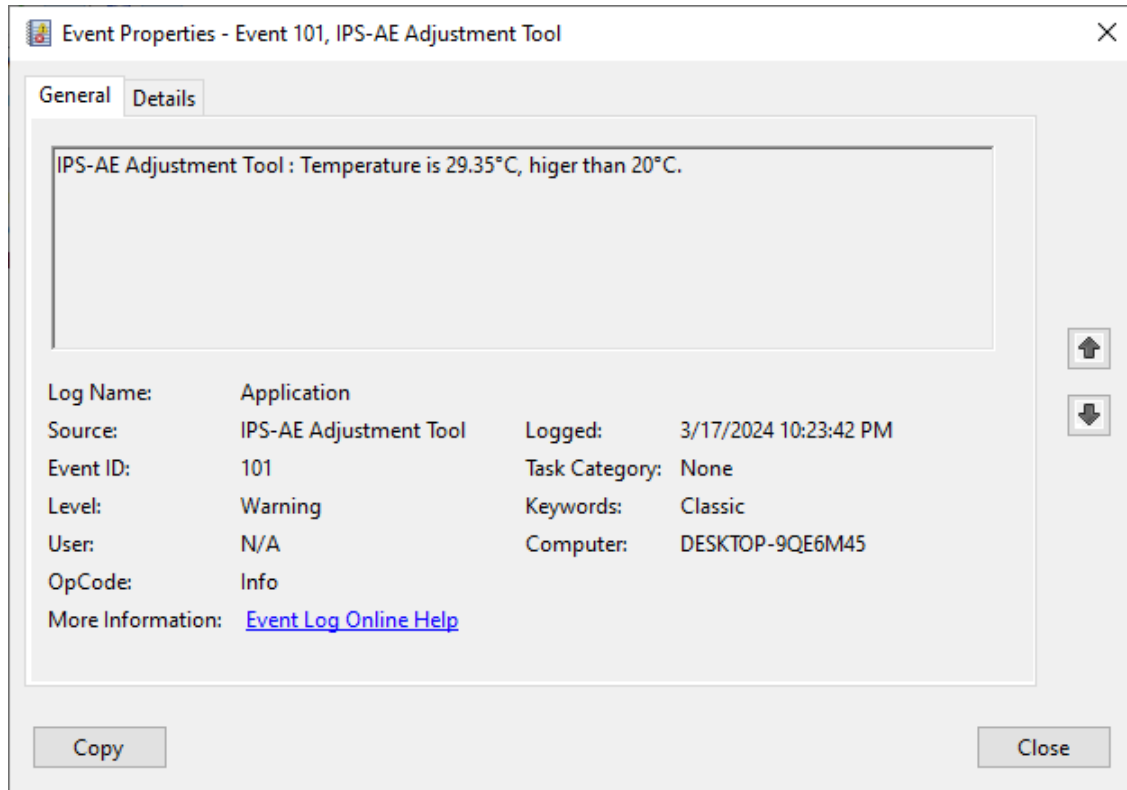 Event Properties - Event 101, IPS-AE Adjustment Tool
General
Details
IPS-AE Adjustment Tool : Temperature is 29.35°C, higer than 20°C.
Log Name: Application
Source: IPS-AE Adjustment Tool Logged: 3/17/2024 10:23:42 PM
Event ID: 101 Task Category: None
Level: Warning Keywords: Classic
User: N/A Computer: DESKTOP-9QE6M45
OpCode: Info
More Information: Event Log Online Help
Copy
Close